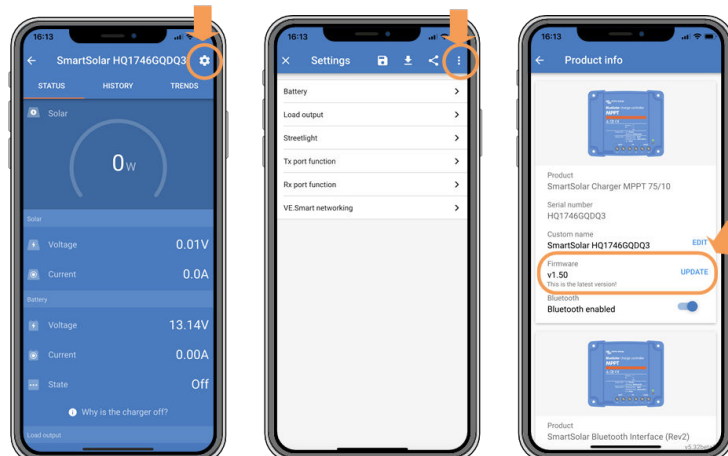 16:13
SmartSolar HQ1746GQDQ3
STATUS HISTORY TRENDS
Solar
0W
Solar
Voltage 0.01V
Current 0.0A
Battery
Voltage 13.14V
Current 0.00A
State Off
Why is the charger off?
Load output
16:13
Settings
Battery
Load output
Streetlight
Tx port function
Rx port function
VE.Smart networking
16:13
Product info
MPPT
Product
SmartSolar Charger MPPT 75/10
Serial number
HQ1746GQDQ3
Custom name
SmartSolar HQ1746GQDQ3 EDIT
Firmware
v1.50 UPDATE
This is the latest version!
Bluetooth
Bluetooth enabled
MPPT
Product
SmartSolar Bluetooth Interface (Rev2)